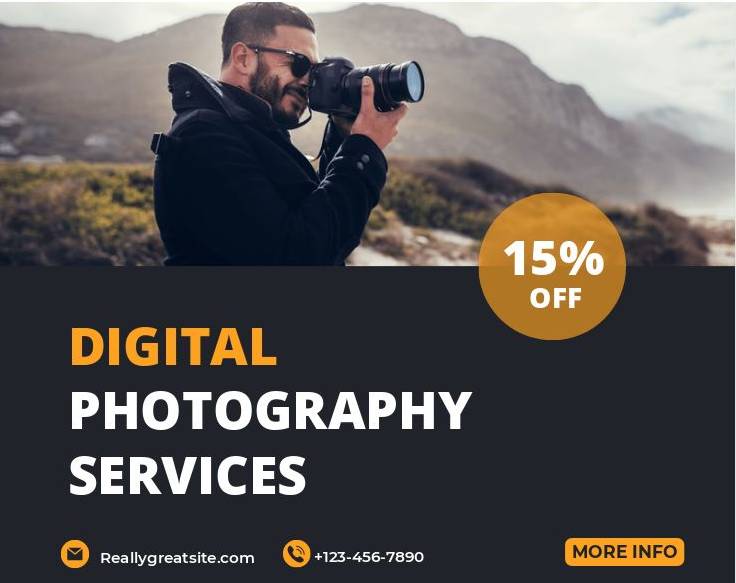 15%
OFF
DIGITAL
PHOTOGRAPHY
SERVICES
Reallygreatsite.com
+123-456-7890
MORE INFO